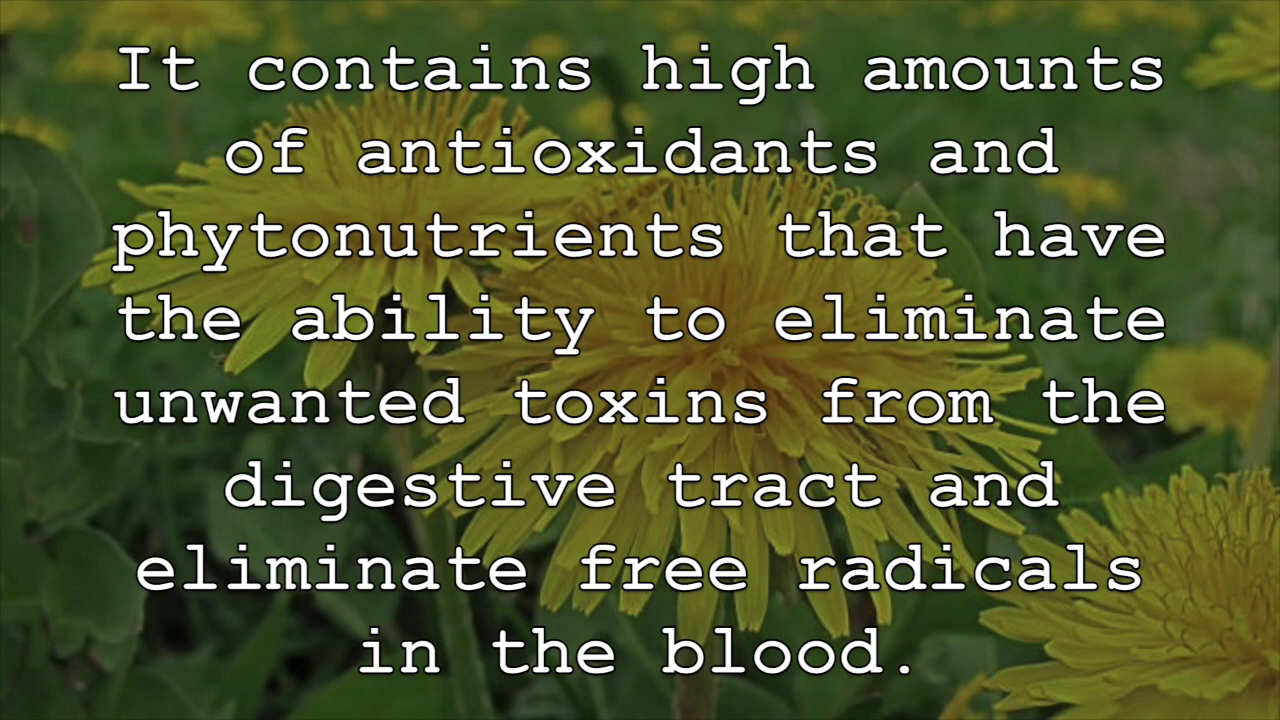 It contains high amounts
of antioxidants and
phytonutrients that have
the ability to eliminate
unwanted toxins from the
digestive tract and
eliminate free radicals
in the blood.